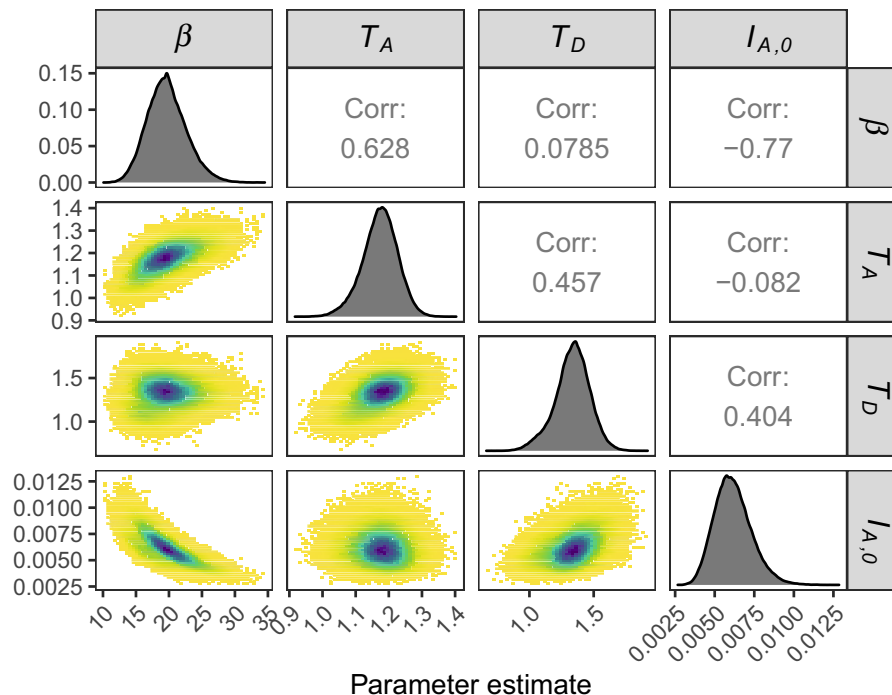 β T_A T_D I_A,0
0.15
0.10
0.05
0.00
Corr:
0.628
Corr:
0.0785
Corr:
−0.77
β
1.4
1.3
1.2
1.1
1.0
0.9
Corr:
0.457
Corr:
−0.082
T_A
1.5
1.0
Corr:
0.404
T_D
0.0125
0.0100
0.0075
0.0050
0.0025
I_A,0
10 15 20 25 30 35 0.9 1.0 1.1 1.2 1.3 1.4 1.0 1.5 0.0025 0.0050 0.0075 0.0100 0.0125
Parameter estimate